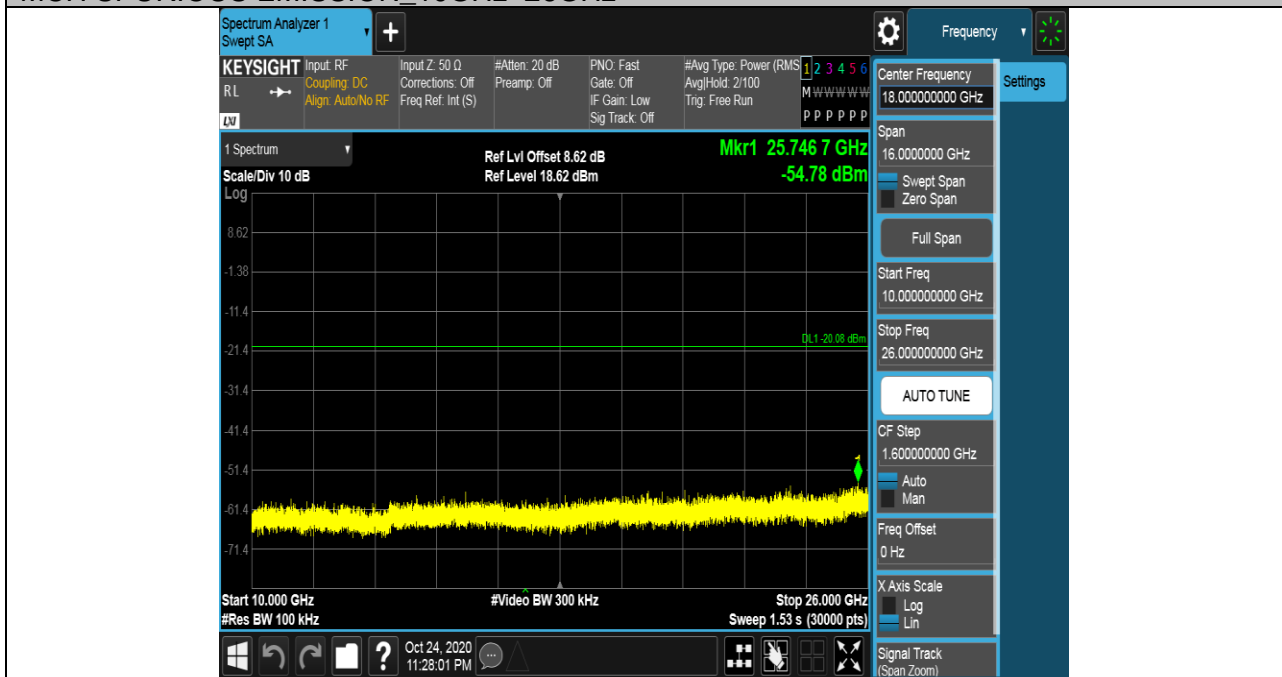 Spectrum Analyzer 1
Swept SA
+
Frequency
KEYSIGHT
RL
LXI
Input: RF
Coupling: DC
Align: Auto/No RF
Input Z: 50 Ω
Corrections: Off
Freq Ref: Int (S)
#Atten: 20 dB
Preamp: Off
PNO: Fast
Gate: Off
IF Gain: Low
Sig Track: Off
#Avg Type: Power (RMS
Avg|Hold: 2/100
Trig: Free Run
1 2 3 4 5 6
M W W W W W
P P P P P P
Center Frequency
18.000000000 GHz
Settings
Span
16.0000000 GHz
Swept Span
Zero Span
Full Span
Start Freq
10.000000000 GHz
Stop Freq
26.000000000 GHz
AUTO TUNE
CF Step
1.600000000 GHz
Auto
Man
Freq Offset
0 Hz
X Axis Scale
Log
Lin
Signal Track
(Span Zoom)
1 Spectrum
Scale/Div 10 dB
Log
Ref Lvl Offset 8.62 dB
Ref Level 18.62 dBm
Mkr1 25.746 7 GHz
-54.78 dBm
8.62
-1.38
-11.4
-21.4
-31.4
-41.4
-51.4
-61.4
-71.4
DL1 -20.08 dBm
1
Start 10.000 GHz
#Res BW 100 kHz
#Video BW 300 kHz
Stop 26.000 GHz
Sweep 1.53 s (30000 pts)
?
Oct 24, 2020
11:28:01 PM